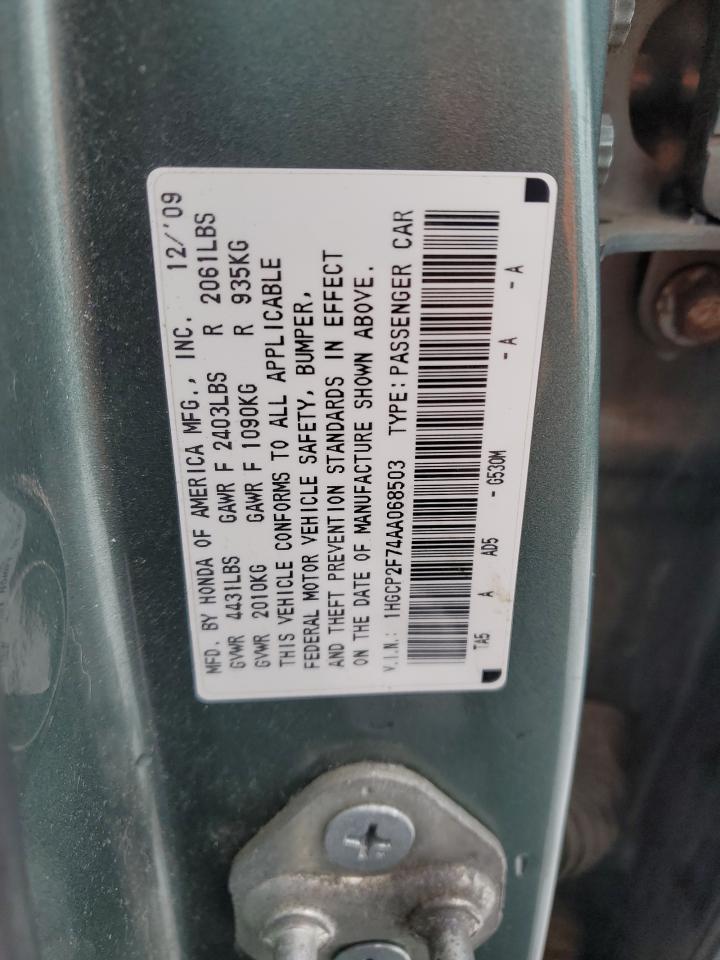 MFD. BY HONDA OF AMERICA MFG., INC. 12/'09
GVWR 4431LBS GAWR F 2403LBS R 2061LBS
GVWR 2010KG GAWR F 1090KG R 935KG
THIS VEHICLE CONFORMS TO ALL APPLICABLE
FEDERAL MOTOR VEHICLE SAFETY, BUMPER,
AND THEFT PREVENTION STANDARDS IN EFFECT
ON THE DATE OF MANUFACTURE SHOWN ABOVE.
V.I.N.: 1HGCP2F74AA068503 TYPE: PASSENGER CAR
TA5 A AD5 - G530M - A - A